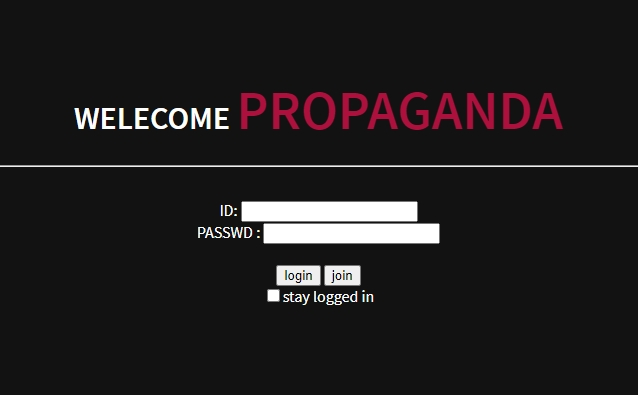 WELECOME PROPAGANDA
ID:
PASSWD :
login join
stay logged in